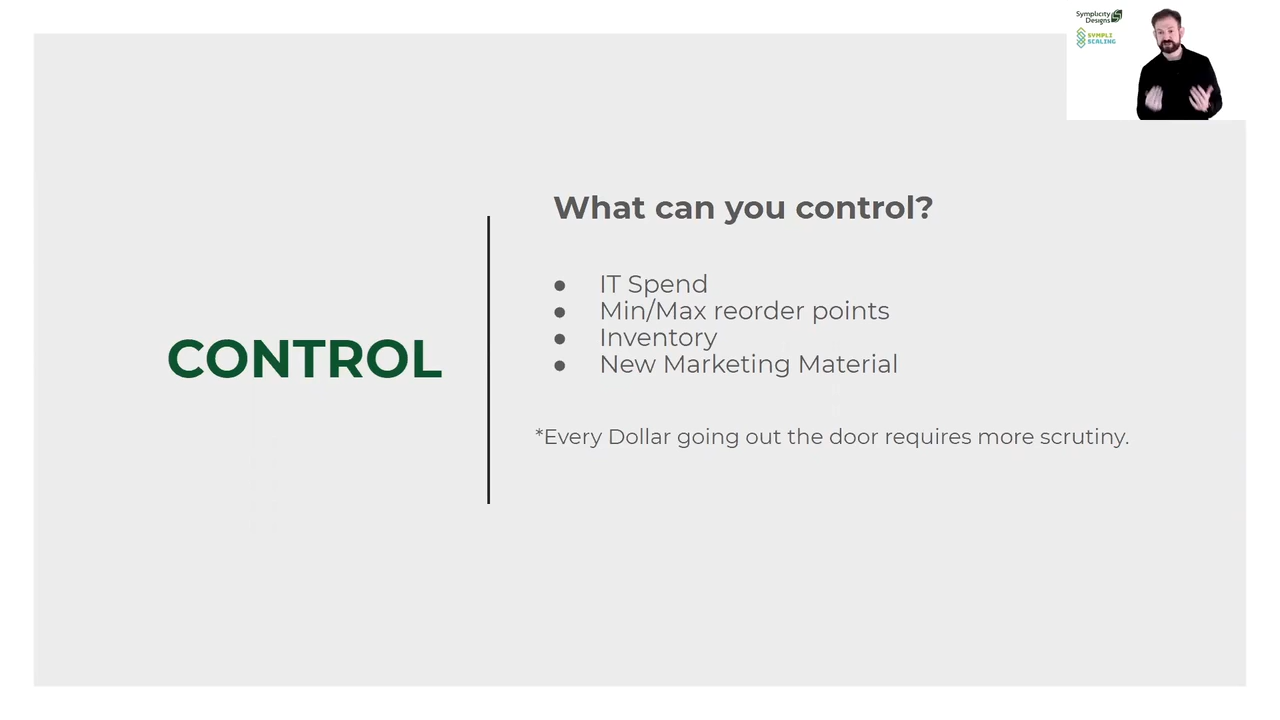 Symplicity
Designs
SYMPLI
SCALING
What can you control?
● IT Spend
● Min/Max reorder points
● Inventory
● New Marketing Material
CONTROL
*Every Dollar going out the door requires more scrutiny.